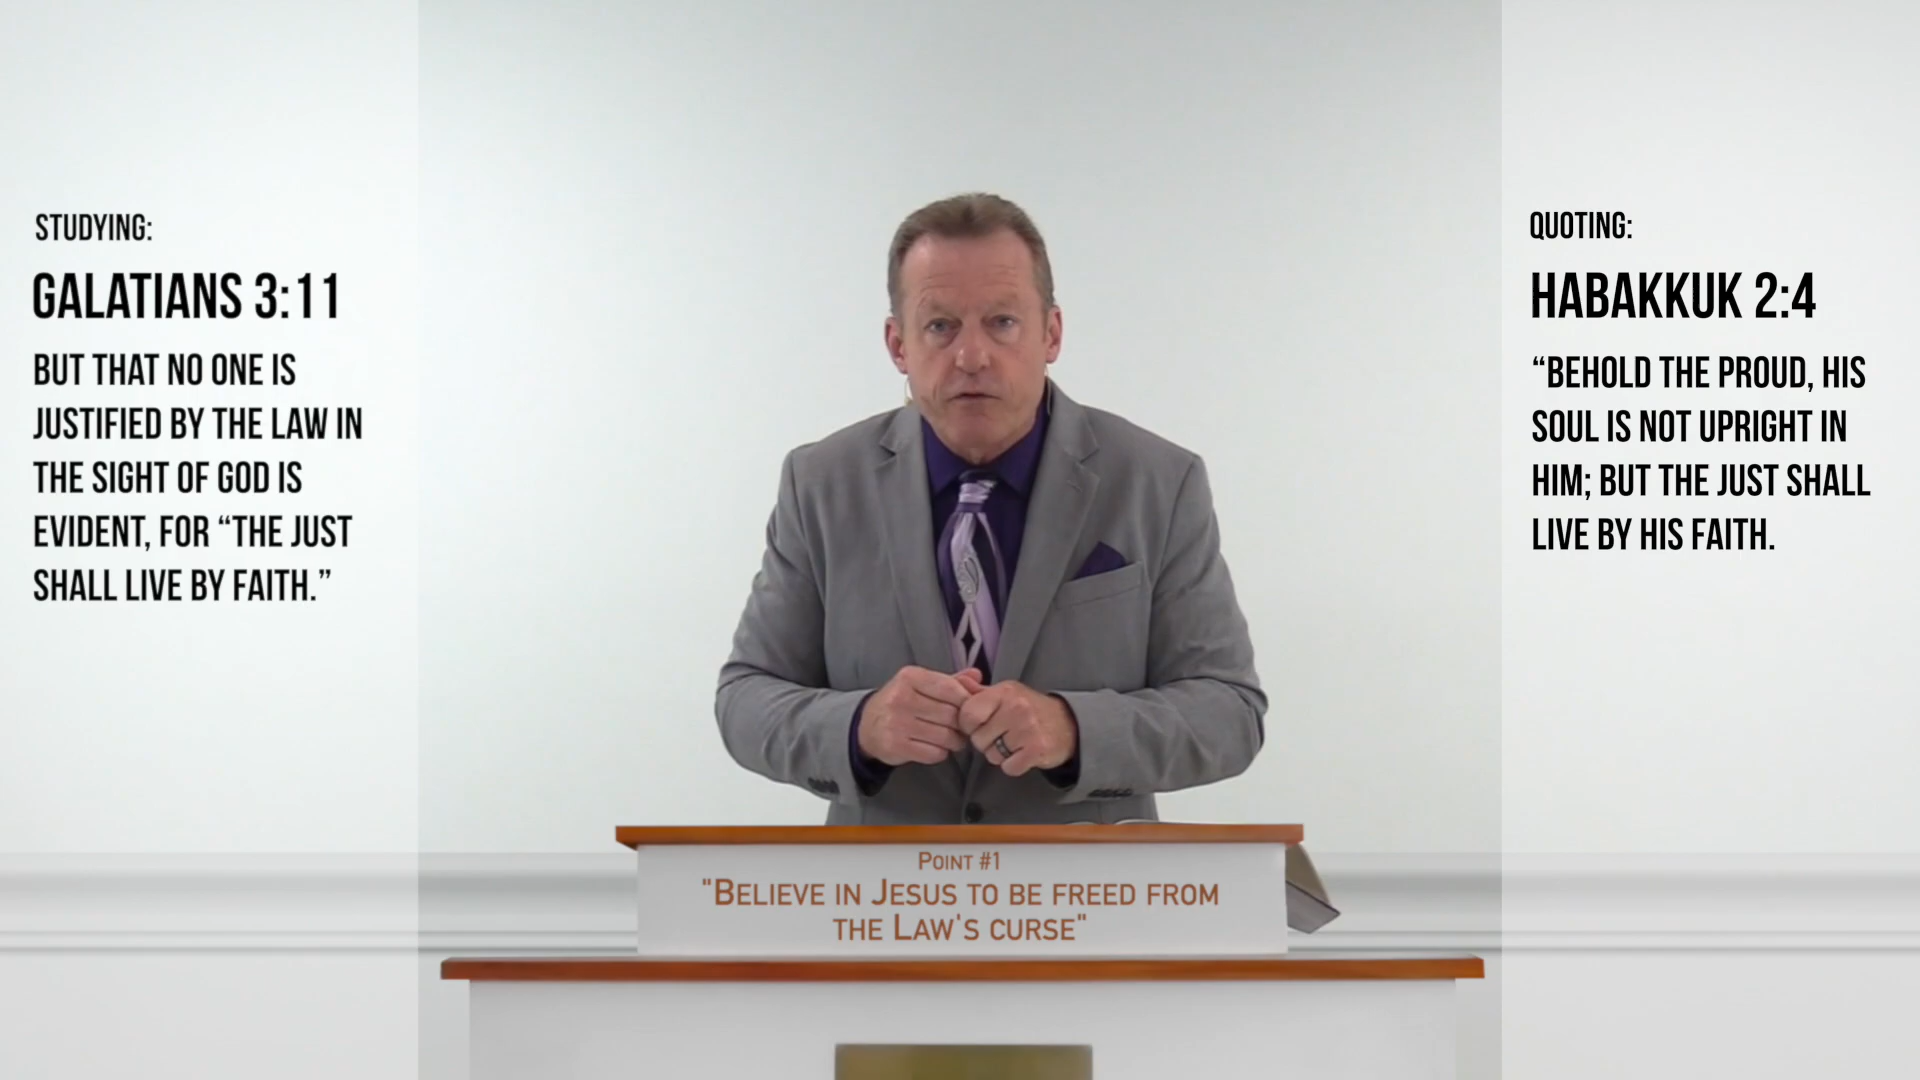 STUDYING:
GALATIANS 3:11
BUT THAT NO ONE IS
JUSTIFIED BY THE LAW IN
THE SIGHT OF GOD IS
EVIDENT, FOR “THE JUST
SHALL LIVE BY FAITH.”
QUOTING:
HABAKKUK 2:4
“BEHOLD THE PROUD, HIS
SOUL IS NOT UPRIGHT IN
HIM; BUT THE JUST SHALL
LIVE BY HIS FAITH.
POINT #1
"BELIEVE IN JESUS TO BE FREED FROM
THE LAW'S CURSE"